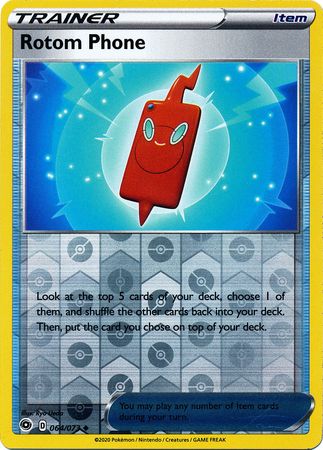 TRAINER Item
Rotom Phone
Look at the top 5 cards of your deck, choose 1 of
them, and shuffle the other cards back into your deck.
Then, put the card you chose on top of your deck.
Illus. Kyo Ueda
D 064/073
You may play any number of Item cards
during your turn.
©2020 Pokémon / Nintendo / Creatures / GAME FREAK